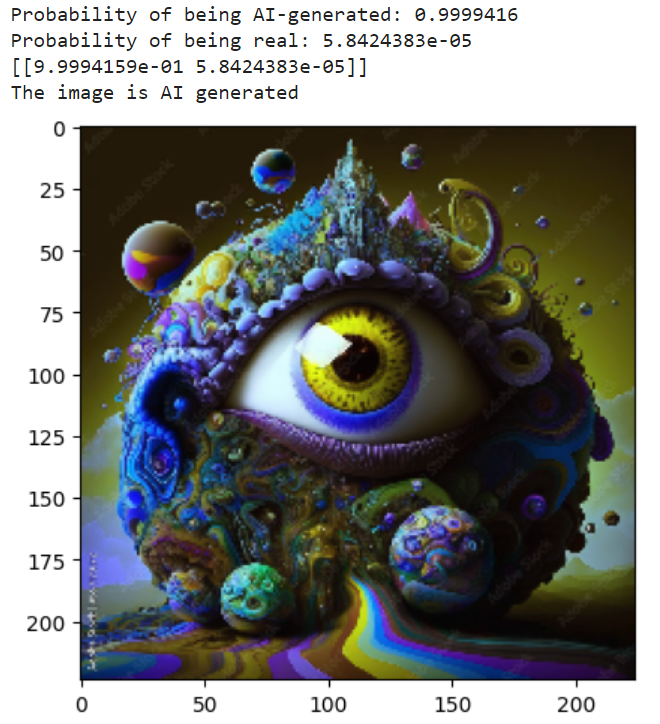 Probability of being AI-generated: 0.9999416
Probability of being real: 5.8424383e-05
[[9.9994159e-01 5.8424383e-05]]
The image is AI generated
0
25
50
75
100
125
150
175
200
0
50
100
150
200
Adobe Stock